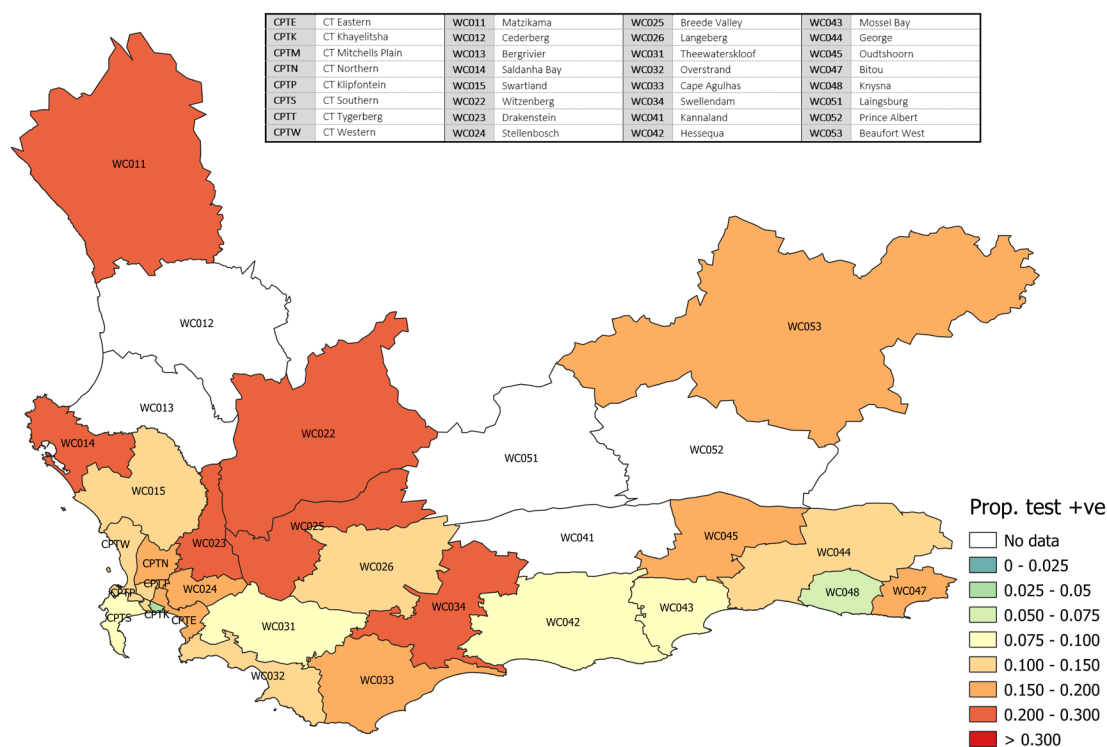 CPTE CT Eastern WC011 Matzikama WC025 Breede Valley WC043 Mossel Bay
CPTK CT Khayelitsha WC012 Cederberg WC026 Langeberg WC044 George
CPTM CT Mitchells Plain WC013 Bergrivier WC031 Theewaterskloof WC045 Oudtshoorn
CPTN CT Northern WC014 Saldanha Bay WC032 Overstrand WC047 Bitou
CPTP CT Klipfontein WC015 Swartland WC033 Cape Agulhas WC048 Knysna
CPTS CT Southern WC022 Witzenberg WC034 Swellendam WC051 Laingsburg
CPTT CT Tygerberg WC023 Drakenstein WC041 Kannaland WC052 Prince Albert
CPTW CT Western WC024 Stellenbosch WC042 Hessequa WC053 Beaufort West
WC011
WC012
WC053
WC013
WC022
WC014
WC051
WC052
WC015
WC025
WC041
WC045
CPTW
WC023
WC044
CPTN
WC026
CPTT
WC024
CPTP
WC048
WC047
WC034
WC043
CPTK
CPTS
CPTE
WC031
WC042
WC032
WC033
Prop. test +ve
No data
0 - 0.025
0.025 - 0.05
0.050 - 0.075
0.075 - 0.100
0.100 - 0.150
0.150 - 0.200
0.200 - 0.300
> 0.300